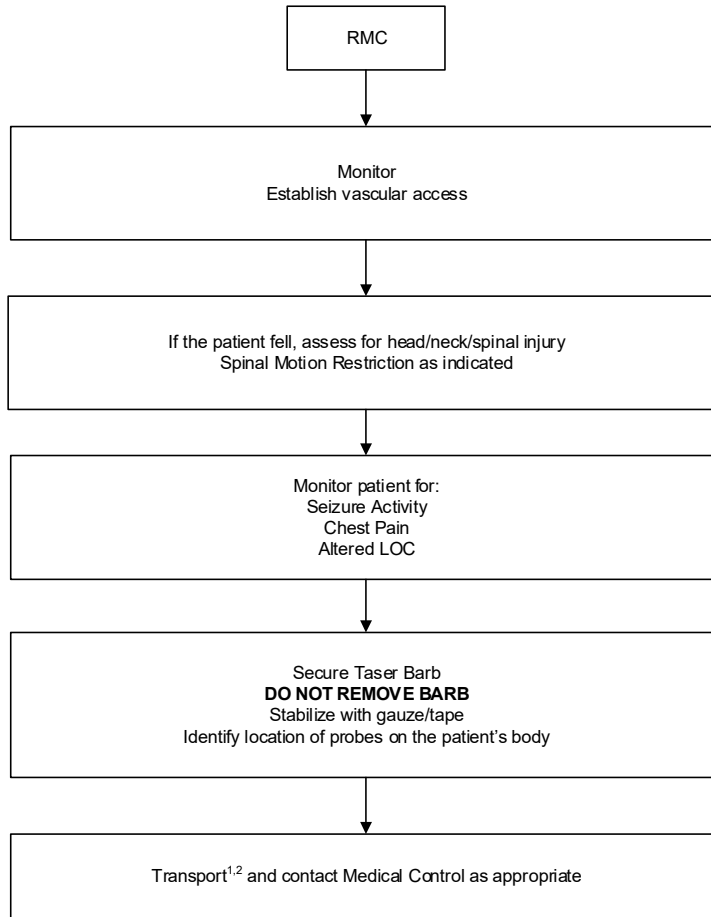 RMC
Monitor
Establish vascular access
If the patient fell, assess for head/neck/spinal injury
Spinal Motion Restriction as indicated
Monitor patient for:
Seizure Activity
Chest Pain
Altered LOC
Secure Taser Barb
DO NOT REMOVE BARB
Stabilize with gauze/tape
Identify location of probes on the patient’s body
Transport¹,² and contact Medical Control as appropriate